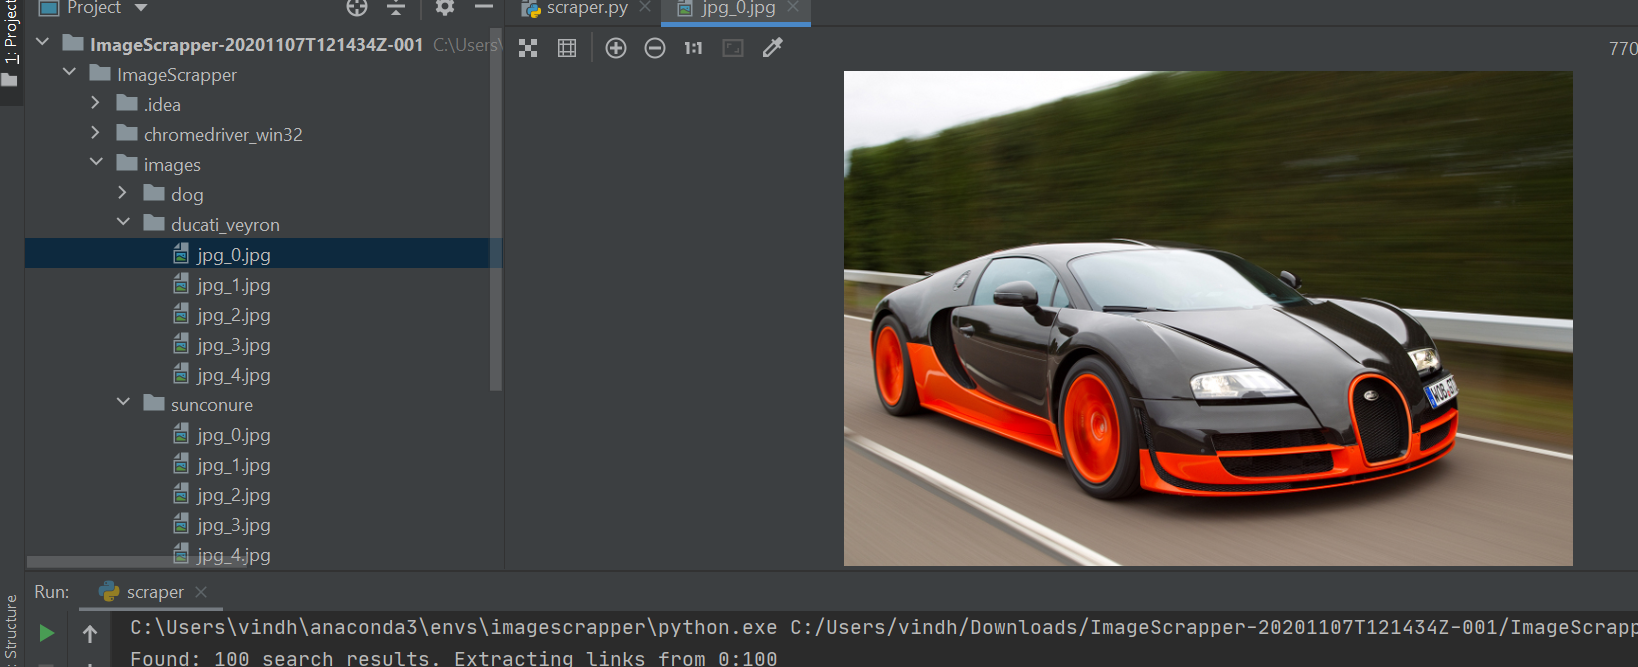 Project
scraper.py
jpg_0.jpg
1: Project
ImageScrapper-20201107T121434Z-001 C:\Users\
1:1
770
ImageScrapper
.idea
chromedriver_win32
images
dog
ducati_veyron
jpg_0.jpg
jpg_1.jpg
jpg_2.jpg
jpg_3.jpg
jpg_4.jpg
sunconure
jpg_0.jpg
jpg_1.jpg
jpg_2.jpg
jpg_3.jpg
jpg_4.jpg
Structure
Run: scraper
C:\Users\vindh\anaconda3\envs\imagescrapper\python.exe C:/Users/vindh/Downloads/ImageScrapper-20201107T121434Z-001/ImageScrapp
Found: 100 search results. Extracting links from 0:100